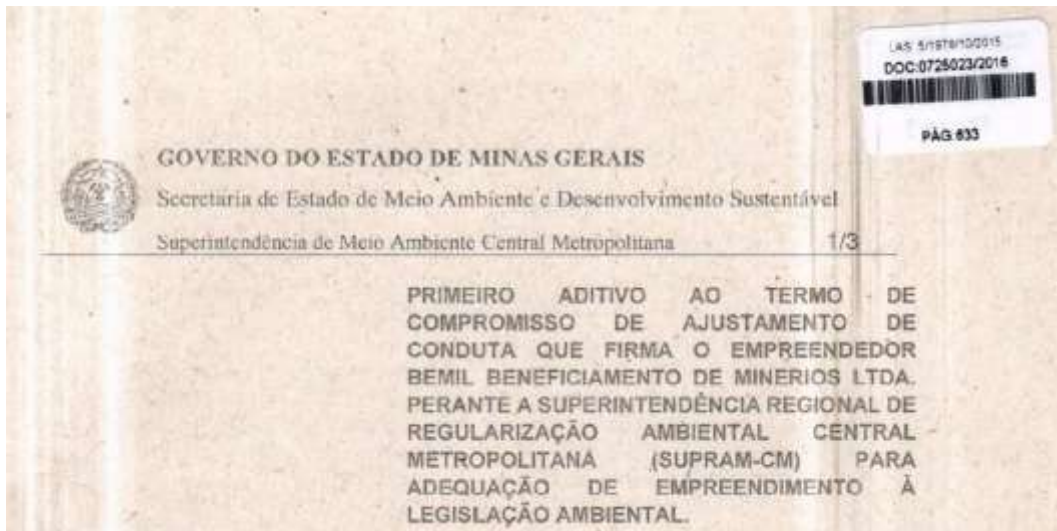 LAS: 5/1976/10/2015
DOC:0725023/2016
PÁG:633
GOVERNO DO ESTADO DE MINAS GERAIS
Secretaria de Estado de Meio Ambiente e Desenvolvimento Sustentável
Superintendência de Meio Ambiente Central Metropolitana 1/3
PRIMEIRO ADITIVO AO TERMO DE
COMPROMISSO DE AJUSTAMENTO DE
CONDUTA QUE FIRMA O EMPREENDEDOR
BEMIL BENEFICIAMENTO DE MINERIOS LTDA.
PERANTE A SUPERINTENDÊNCIA REGIONAL DE
REGULARIZAÇÃO AMBIENTAL CENTRAL
METROPOLITANA (SUPRAM-CM) PARA
ADEQUAÇÃO DE EMPREENDIMENTO À
LEGISLAÇÃO AMBIENTAL.